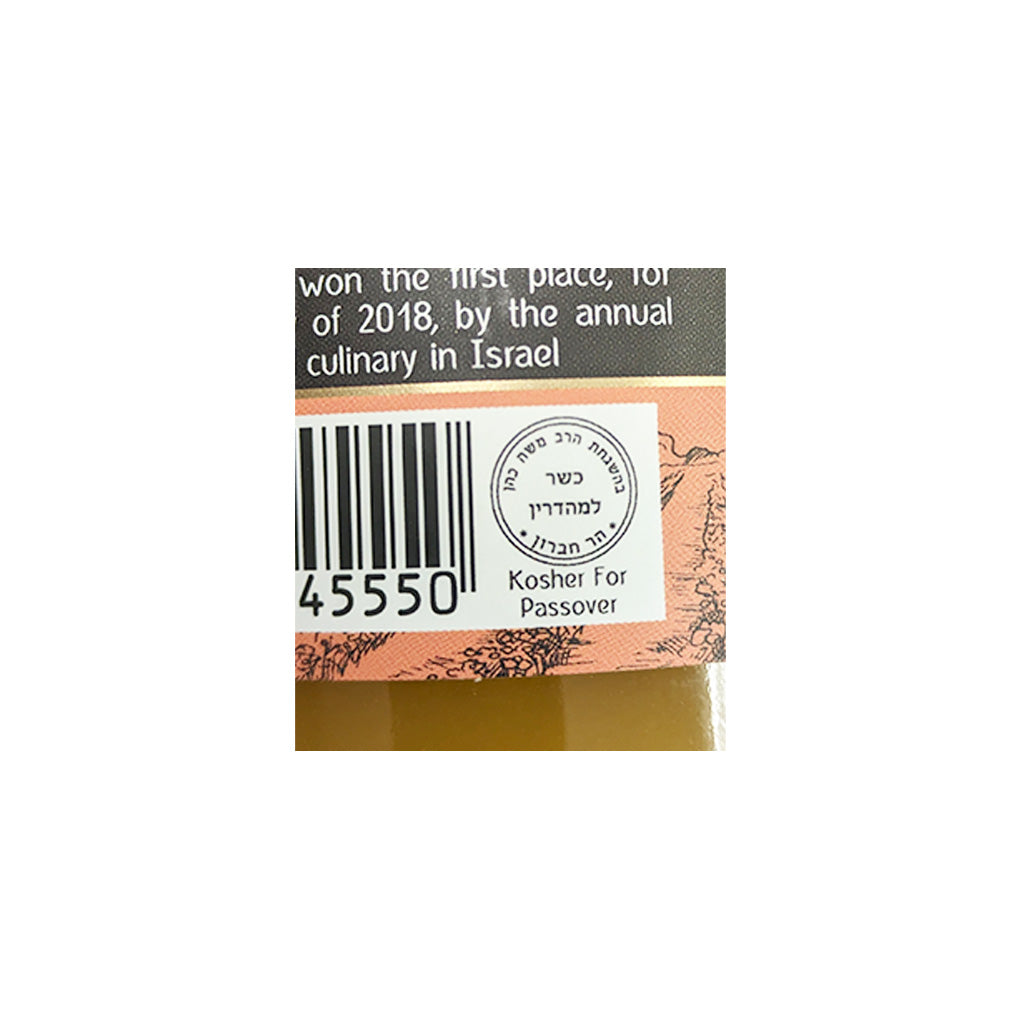 won the first place, for
of 2018, by the annual
culinary in Israel
45550
בהשגחת הרב משה כהן
כשר
למהדרין
* הר חברון *
Kosher For
Passover